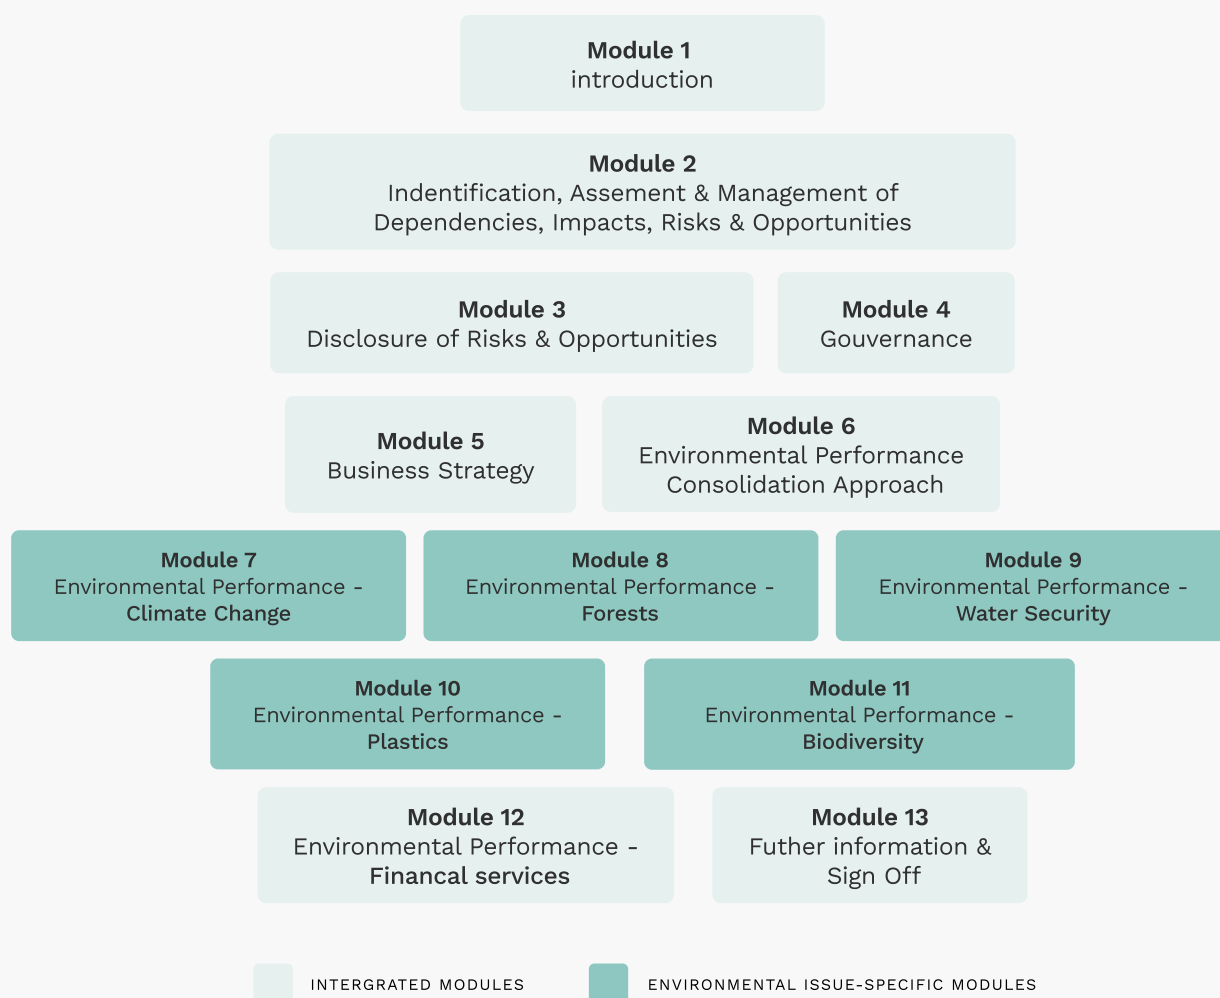 Module 1
introduction
Module 2
Indentification, Assement & Management of
Dependencies, Impacts, Risks & Opportunities
Module 3
Disclosure of Risks & Opportunities
Module 4
Gouvernance
Module 5
Business Strategy
Module 6
Environmental Performance
Consolidation Approach
Module 7
Environmental Performance -
Climate Change
Module 8
Environmental Performance -
Forests
Module 9
Environmental Performance -
Water Security
Module 10
Environmental Performance -
Plastics
Module 11
Environmental Performance -
Biodiversity
Module 12
Environmental Performance -
Financal services
Module 13
Futher information &
Sign Off
INTERGRATED MODULES
ENVIRONMENTAL ISSUE-SPECIFIC MODULES